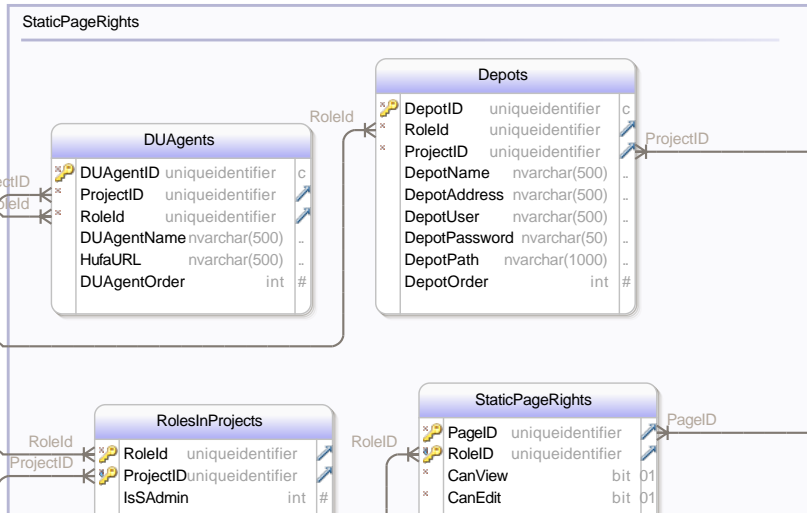 StaticPageRights
Depots
DepotID uniqueidentifier c
RoleId uniqueidentifier
ProjectID uniqueidentifier
DepotName nvarchar(500) ..
DepotAddress nvarchar(500) ..
DepotUser nvarchar(500) ..
DepotPassword nvarchar(50) ..
DepotPath nvarchar(1000) ..
DepotOrder int #
RoleId
ProjectID
DUAgents
DUAgentID uniqueidentifier c
ProjectID uniqueidentifier
RoleId uniqueidentifier
DUAgentName nvarchar(500) ..
HufaURL nvarchar(500) ..
DUAgentOrder int #
ectID
oleId
RolesInProjects
RoleId uniqueidentifier
ProjectID uniqueidentifier
IsSAdmin int #
RoleId
ProjectID
StaticPageRights
PageID uniqueidentifier
RoleID uniqueidentifier
CanView bit 01
CanEdit bit 01
RoleID
PageID